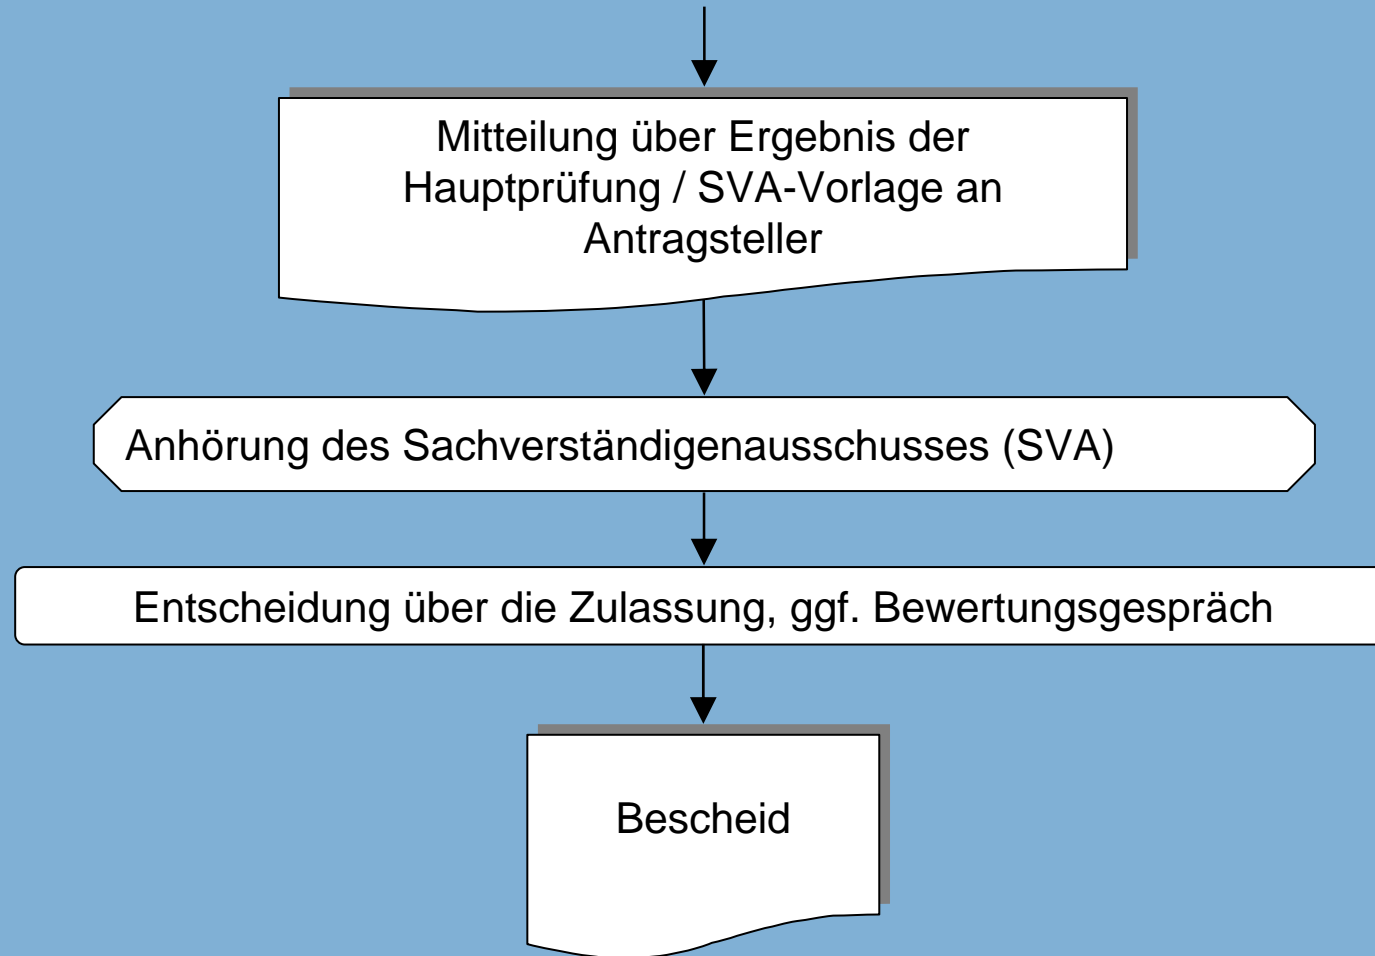 Mitteilung über Ergebnis der
Hauptprüfung / SVA-Vorlage an
Antragsteller
Anhörung des Sachverständigenausschusses (SVA)
Entscheidung über die Zulassung, ggf. Bewertungsgespräch
Bescheid